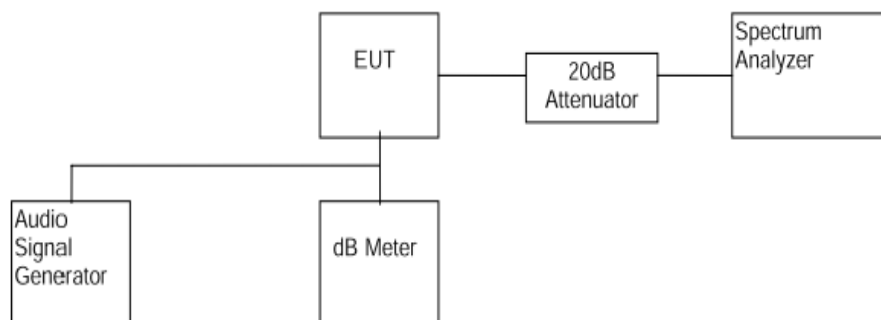 EUT
20dB
Attenuator
Spectrum
Analyzer
Audio
Signal
Generator
dB Meter